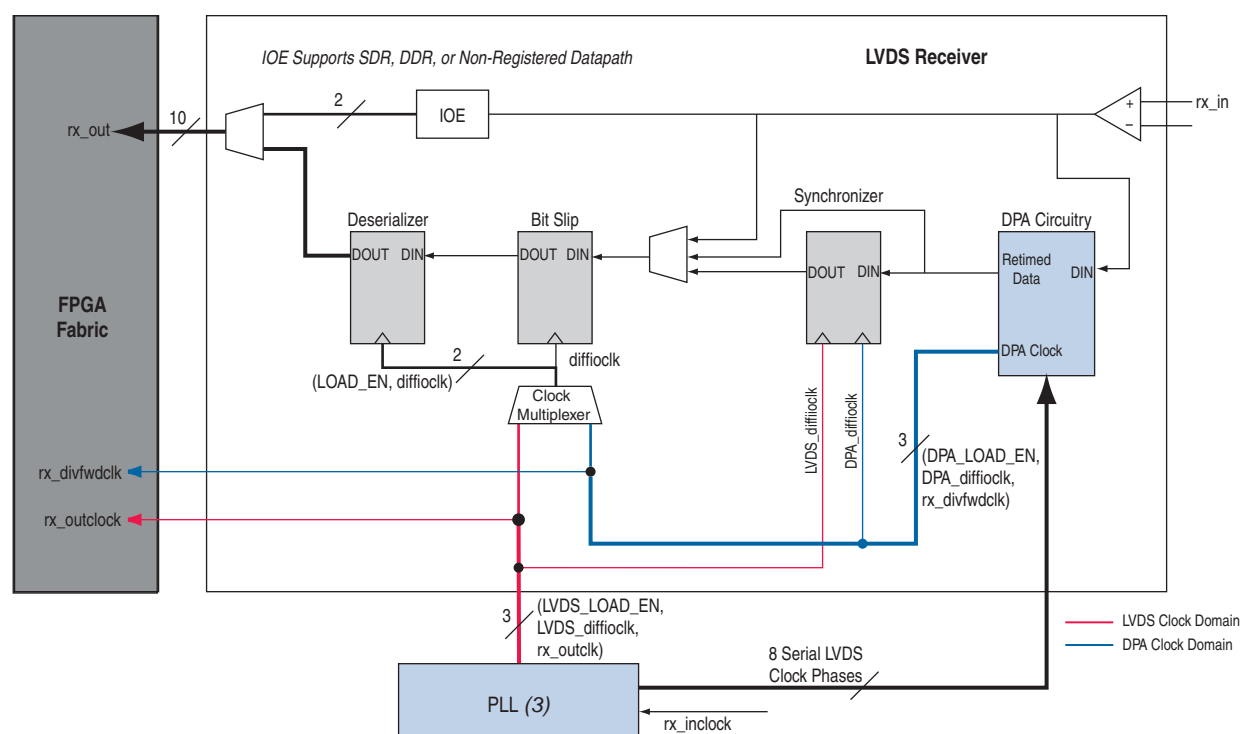 IOE Supports SDR, DDR, or Non-Registered Datapath
LVDS Receiver
rx_out
10
2
IOE
+
–
rx_in
Deserializer
DOUT DIN
Bit Slip
DOUT DIN
Synchronizer
DOUT DIN
DPA Circuitry
Retimed
Data
DIN
DPA Clock
FPGA
Fabric
2
(LOAD_EN, diffioclk)
diffioclk
Clock
Multiplexer
LVDS_diffiioclk
DPA_diffioclk
3
(DPA_LOAD_EN,
DPA_diffioclk,
rx_divfwdclk)
rx_divfwdclk
rx_outclock
3
(LVDS_LOAD_EN,
LVDS_diffioclk,
rx_outclk)
8 Serial LVDS
Clock Phases
LVDS Clock Domain
DPA Clock Domain
PLL (3)
rx_inclock